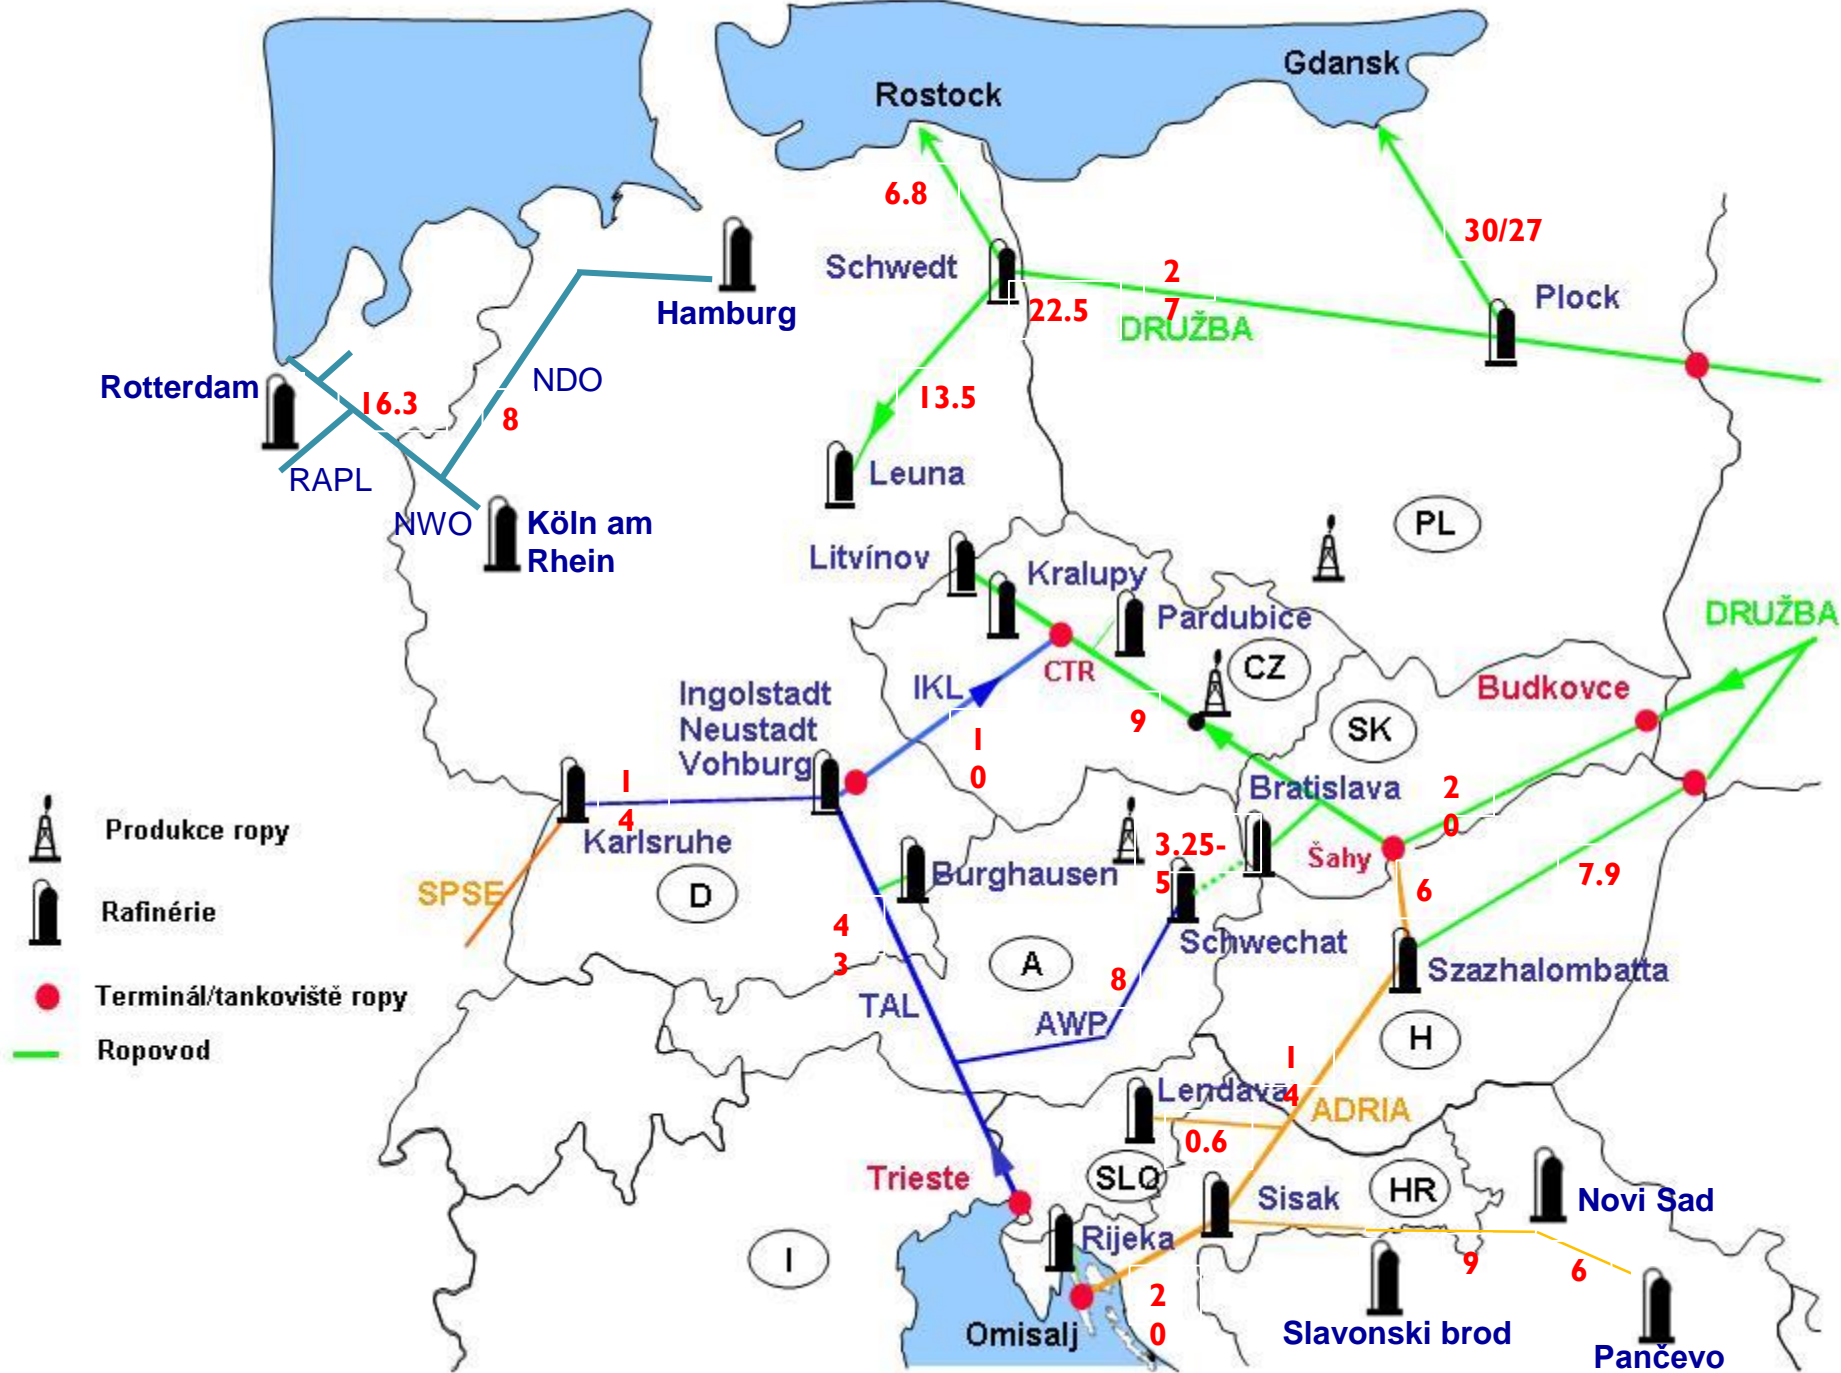 Gdansk
Rostock
6.8
30/27
Schwedt
2
7
22.5
DRUŽBA
Plock
Hamburg
Rotterdam
16.3
NDO
8
13.5
RAPL
Leuna
NWO
Köln am
Rhein
PL
Litvínov
Kralupy
Pardubice
DRUŽBA
CTR
CZ
IKL
Budkovce
Ingolstadt
Neustadt
Vohburg
9
SK
1
0
1
4
Bratislava
2
0
Produkce ropy
Karlsruhe
3.25-
5
Šahy
7.9
Burghausen
SPSE
D
6
Rafinérie
4
3
Schwechat
A
8
Szazhalombatta
Terminál/tankoviště ropy
TAL
AWP
H
Ropovod
1
4
Lendava
ADRIA
0.6
Trieste
SLO
HR
Sisak
Novi Sad
Rijeka
I
9
6
2
0
Omisalj
Slavonski brod
Pančevo